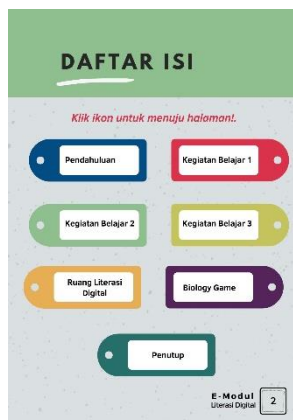 DAFTAR ISI
Klik ikon untuk menuju halaman!.
Pendahuluan
Kegiatan Belajar 1
Kegiatan Belajar 2
Kegiatan Belajar 3
Ruang Literasi
Digital
Biology Game
Penutup
E-Modul
Literasi Digital
2